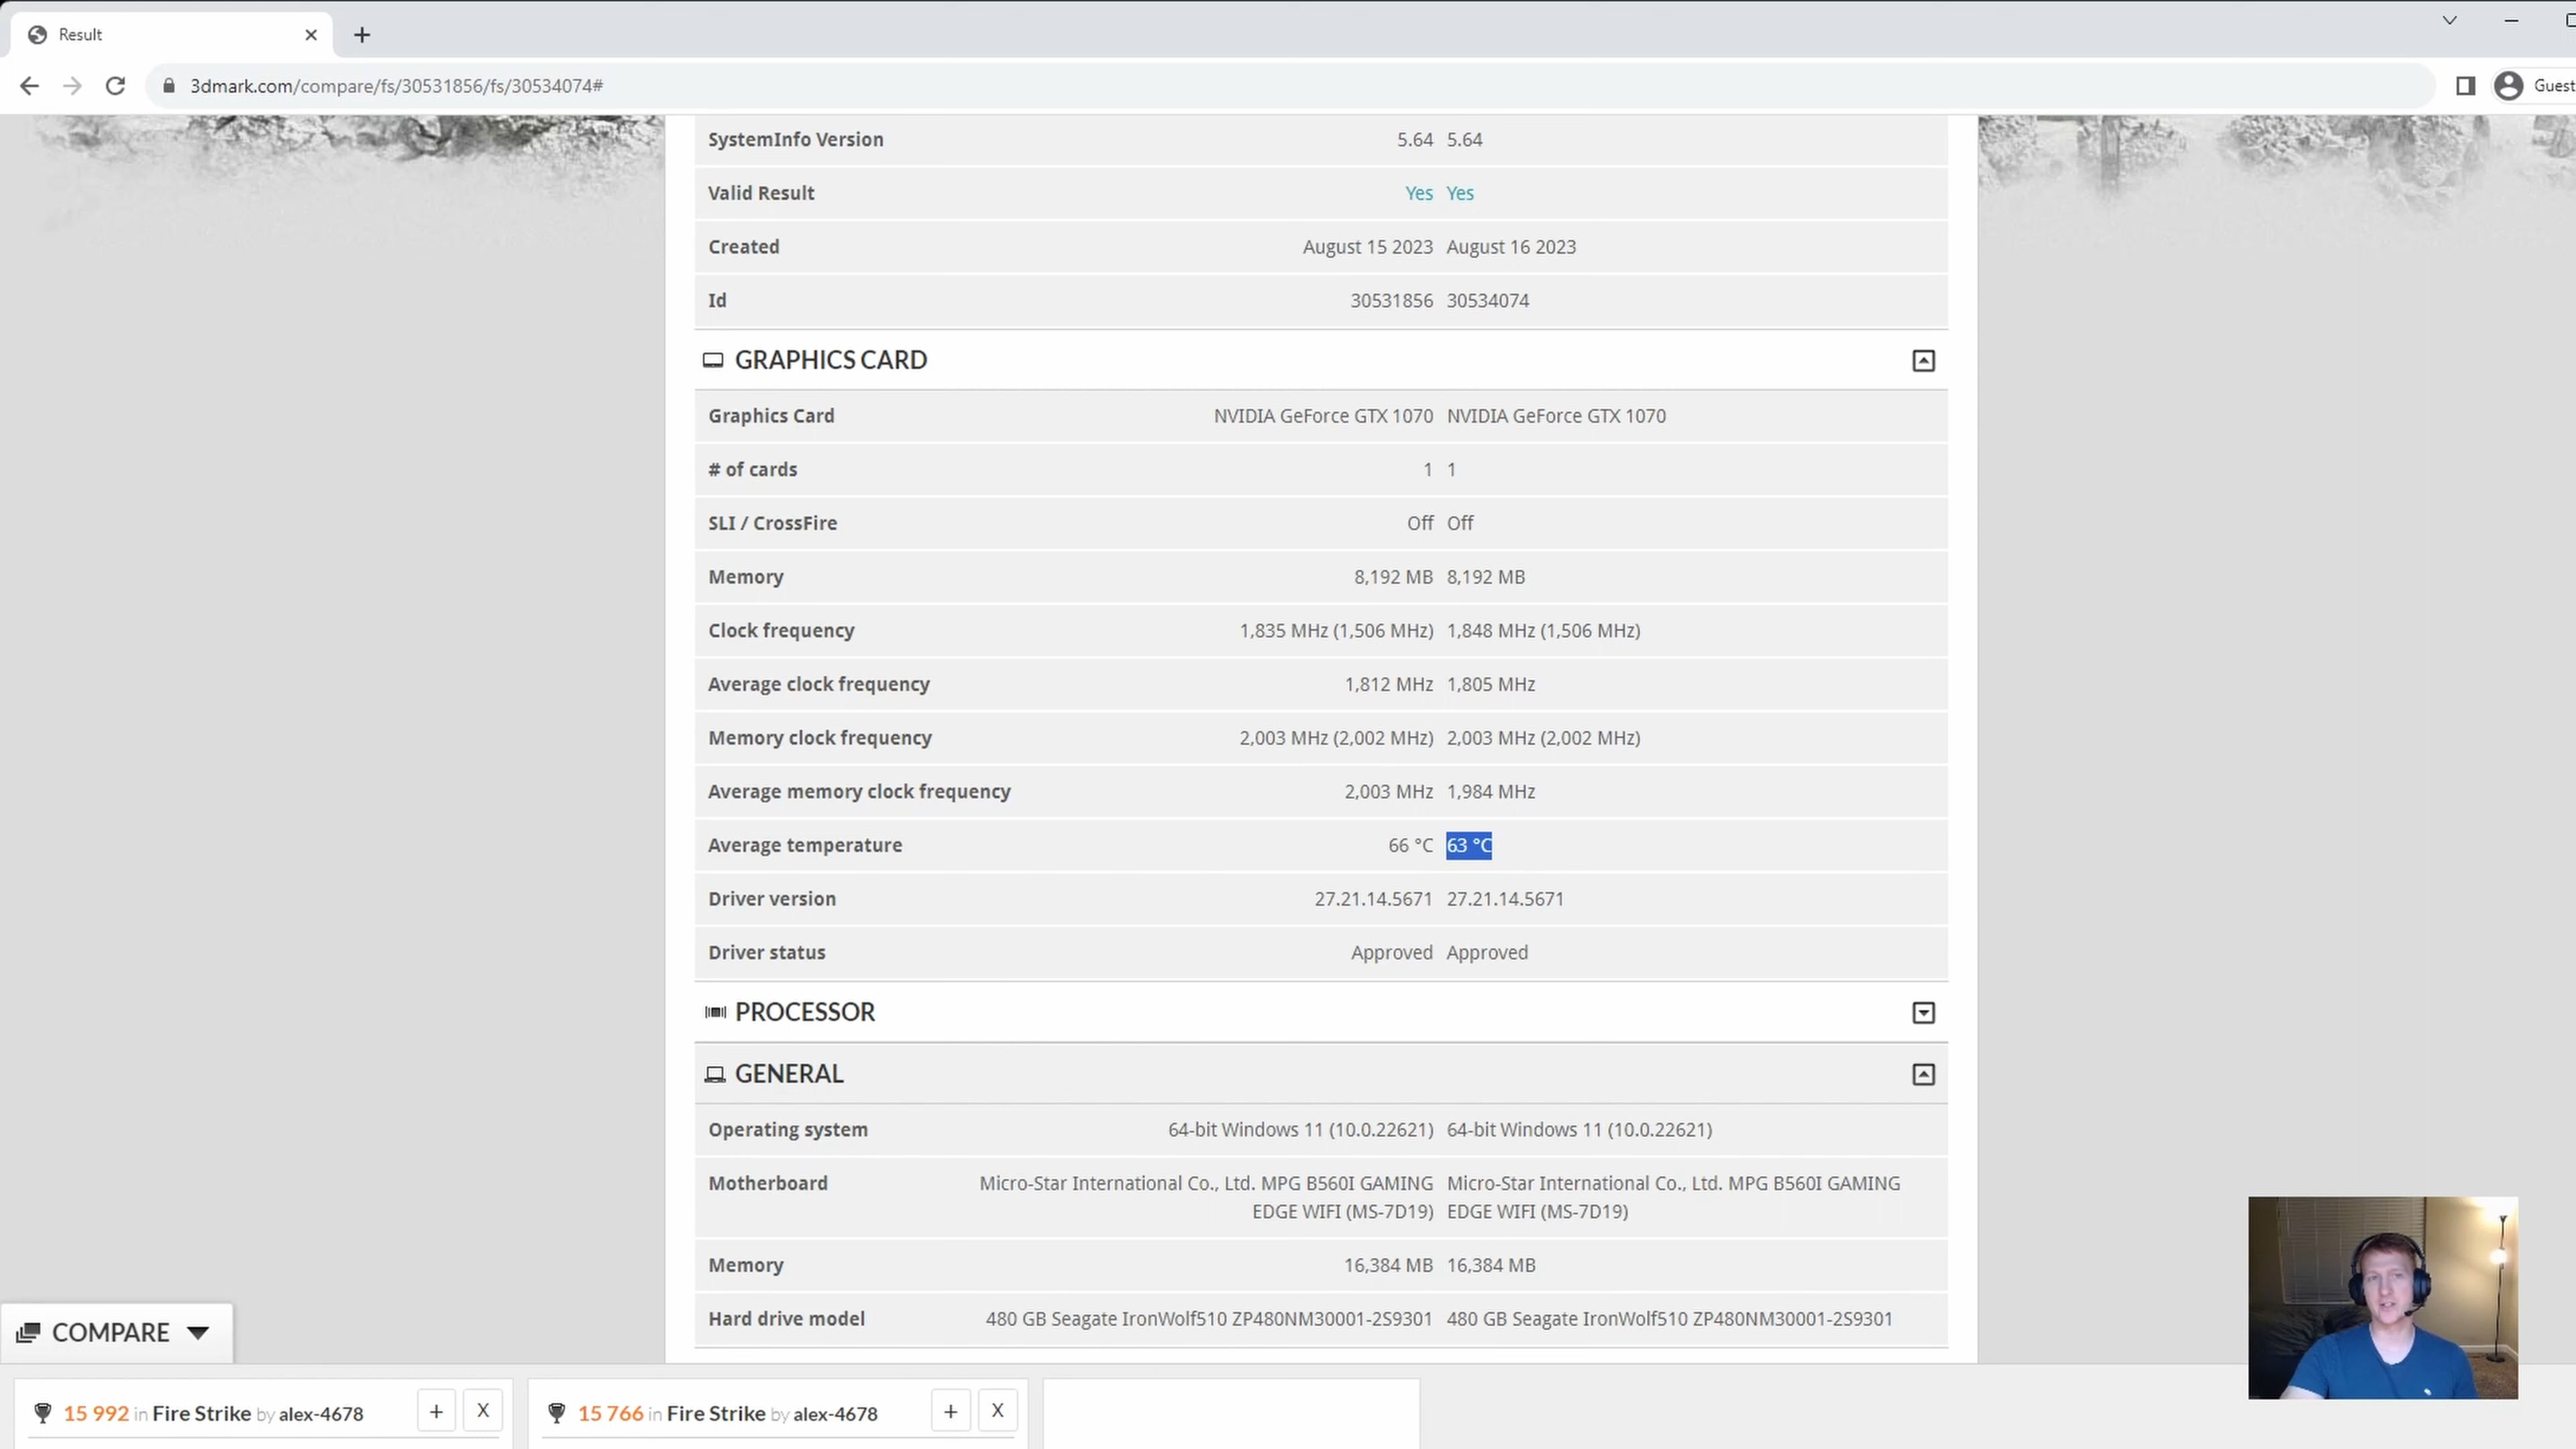 Result
3dmark.com/compare/fs/30531856/fs/30534074#
Guest
SystemInfo Version 5.64 5.64
Valid Result Yes Yes
Created August 15 2023 August 16 2023
Id 30531856 30534074
GRAPHICS CARD
Graphics Card NVIDIA GeForce GTX 1070 NVIDIA GeForce GTX 1070
# of cards 1 1
SLI / CrossFire Off Off
Memory 8,192 MB 8,192 MB
Clock frequency 1,835 MHz (1,506 MHz) 1,848 MHz (1,506 MHz)
Average clock frequency 1,812 MHz 1,805 MHz
Memory clock frequency 2,003 MHz (2,002 MHz) 2,003 MHz (2,002 MHz)
Average memory clock frequency 2,003 MHz 1,984 MHz
Average temperature 66 °C 63 °C
Driver version 27.21.14.5671 27.21.14.5671
Driver status Approved Approved
PROCESSOR
GENERAL
Operating system 64-bit Windows 11 (10.0.22621) 64-bit Windows 11 (10.0.22621)
Motherboard Micro-Star International Co., Ltd. MPG B560I GAMING Micro-Star International Co., Ltd. MPG B560I GAMING
EDGE WIFI (MS-7D19) EDGE WIFI (MS-7D19)
Memory 16,384 MB 16,384 MB
Hard drive model 480 GB Seagate IronWolf510 ZP480NM30001-2S9301 480 GB Seagate IronWolf510 ZP480NM30001-2S9301
COMPARE
15 992 in Fire Strike by alex-4678 + X
15 766 in Fire Strike by alex-4678 + X